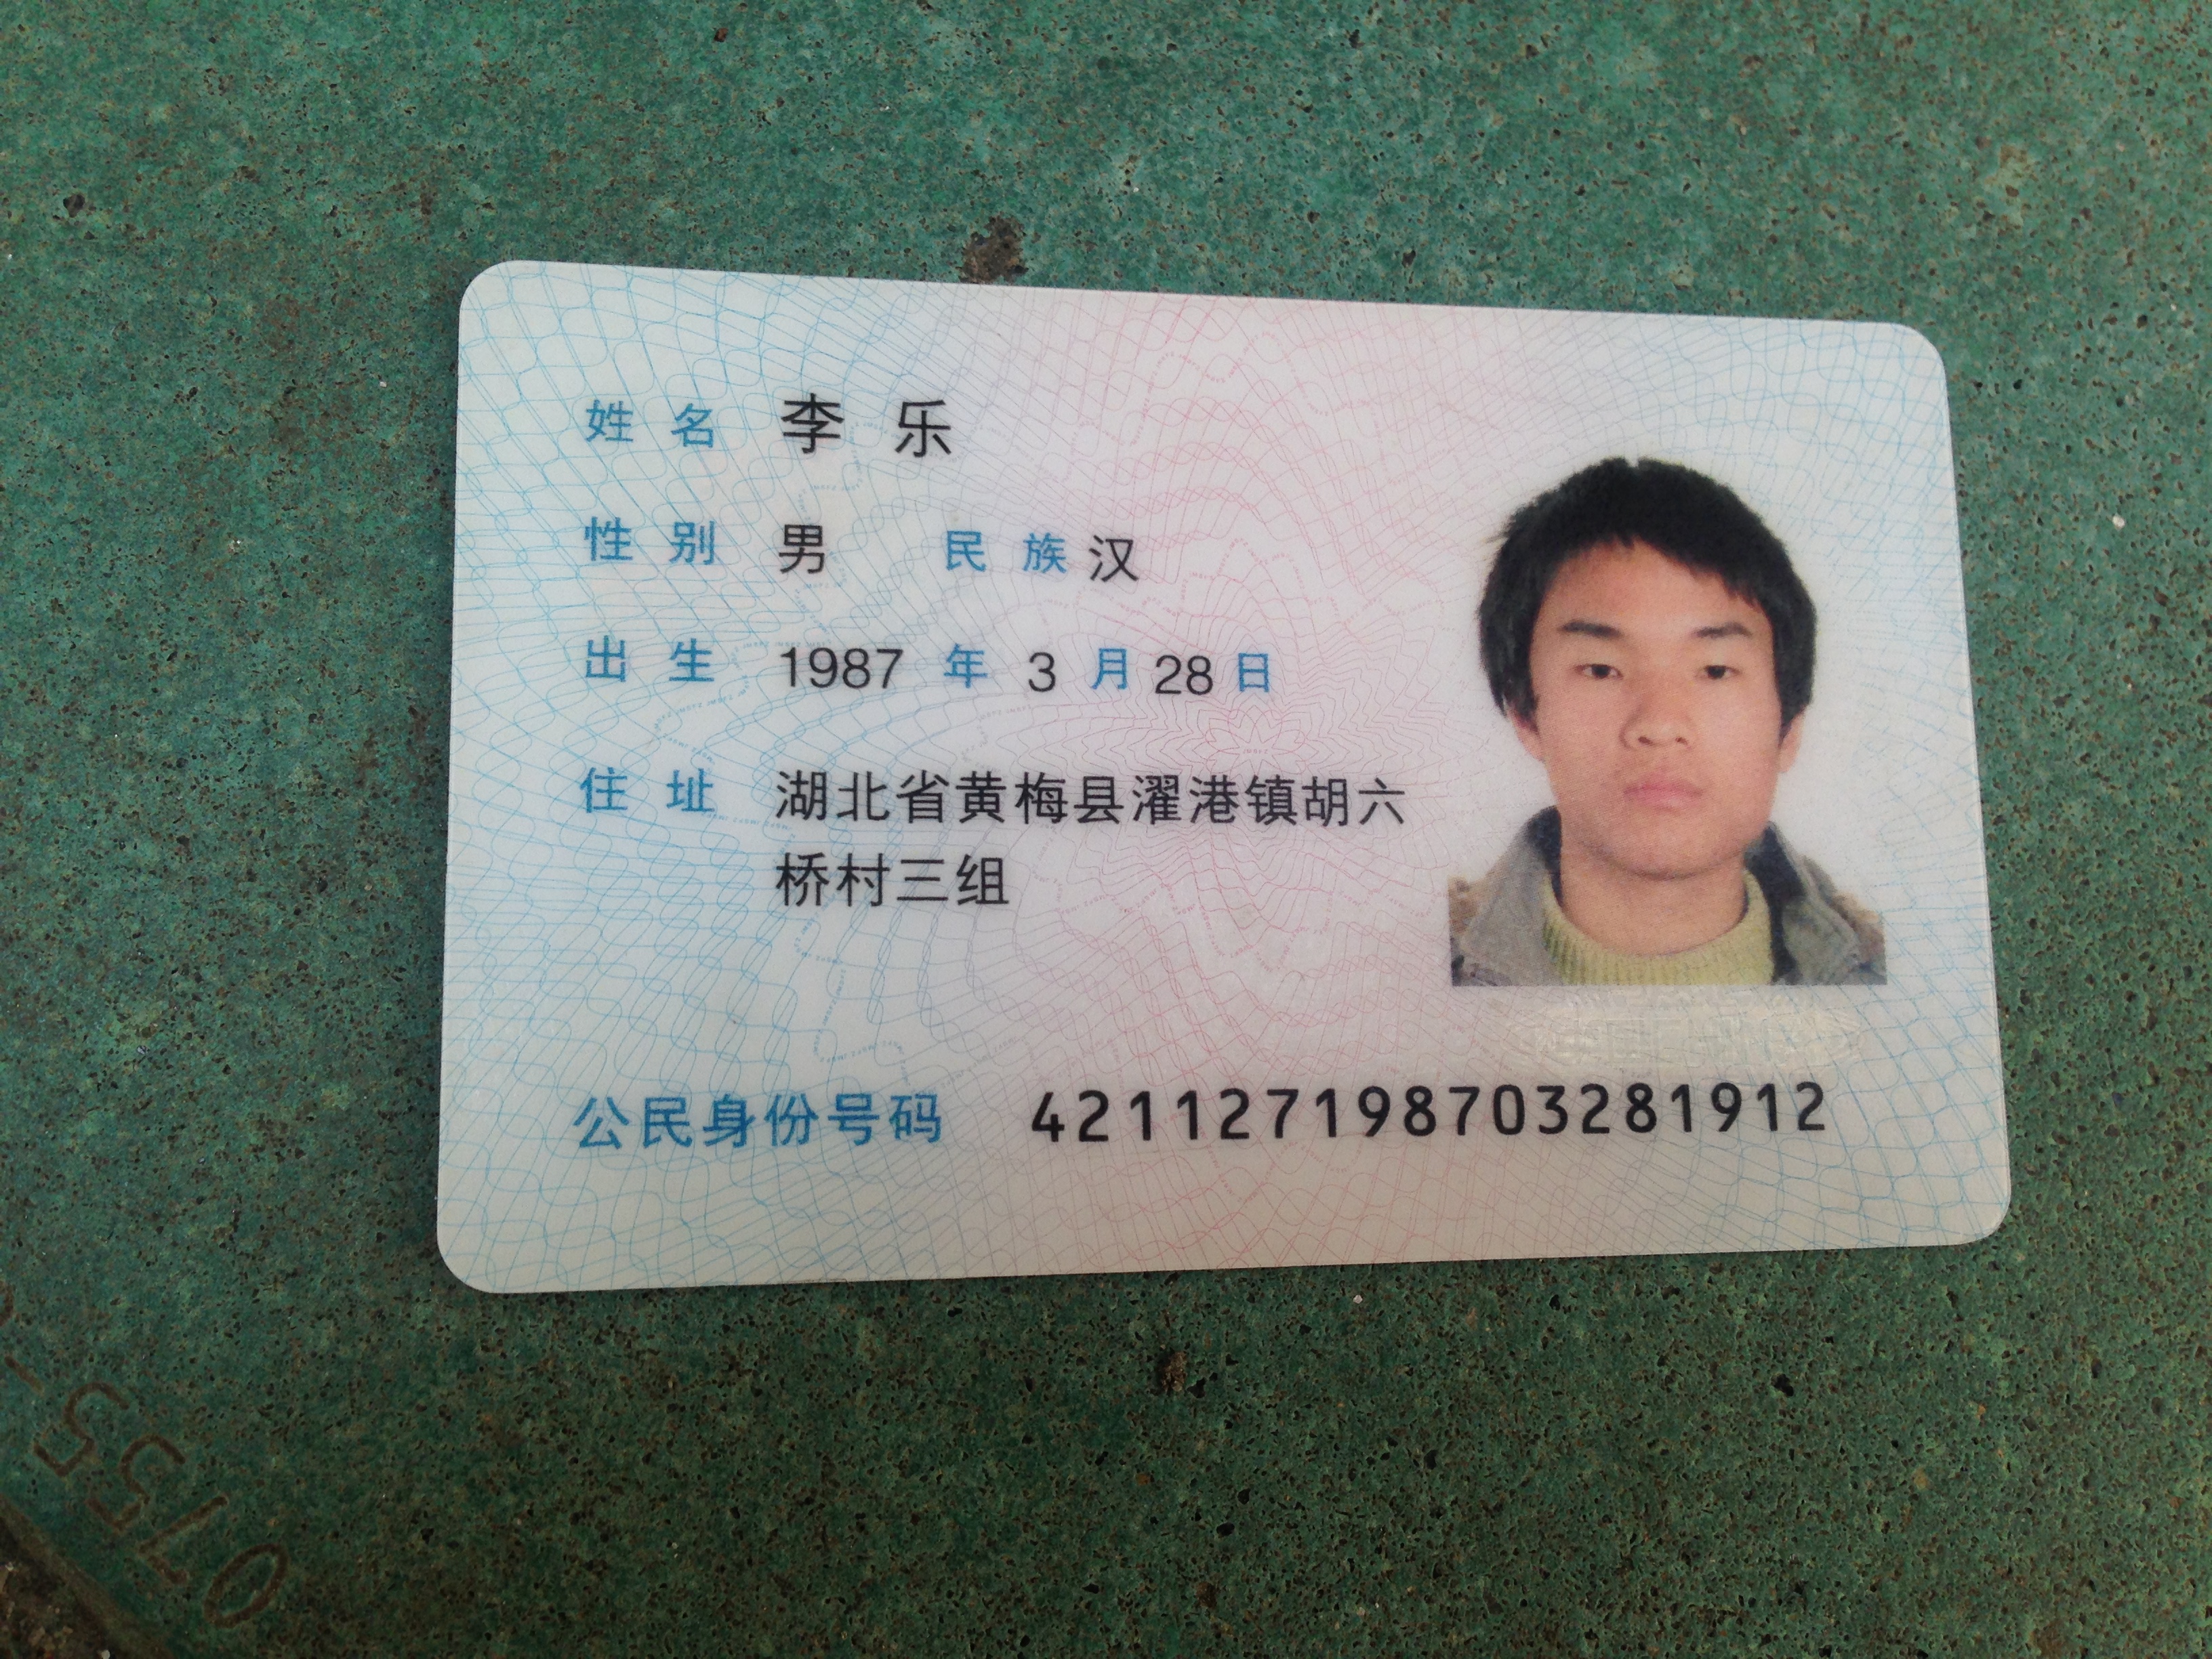 姓名 李乐
性别 男 民族 汉
出生 1987 年 3 月 28 日
住址 湖北省黄梅县濯港镇胡六
桥村三组
公民身份号码 421127198703281912
0755-